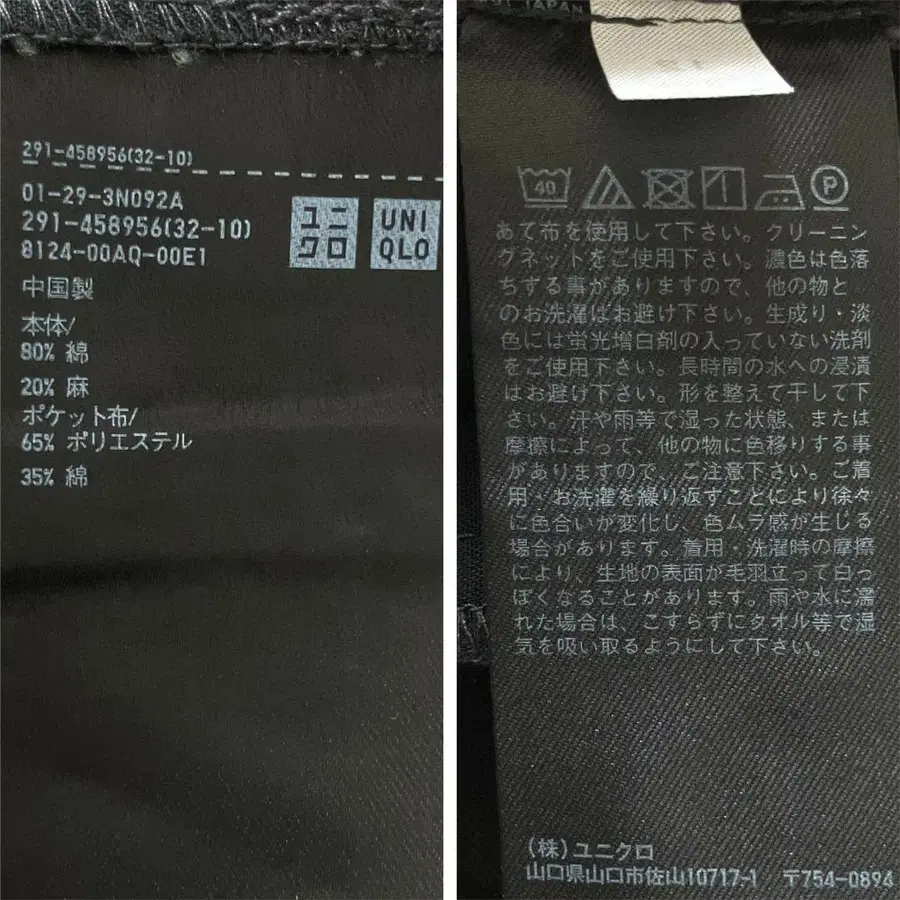 291-458956(32-10)
01-29-3N092A
291-458956(32-10)
8124-00AQ-00E1
ユニ
クロ
UNI
QLO
中国製
本体/
80% 綿
20% 麻
ポケット布/
65% ポリエステル
35% 綿
JAPAN
40
P
あて布を使用して下さい。クリーニン
グネットをご使用下さい。濃色は色落
ちする事がありますので、他の物と
のお洗濯はお避け下さい。生成り・淡
色には蛍光増白剤の入っていない洗剤
をご使用下さい。長時間の水への浸漬
はお避け下さい。形を整えて干して下
さい。汗や雨等で湿った状態、または
摩擦によって、他の物に色移りする事
がありますので、ご注意下さい。ご着
用・お洗濯を繰り返すことにより徐々
に色合いが変化し、色ムラ感が生じる
場合があります。着用・洗濯時の摩擦
により、生地の表面が毛羽立って白っ
ぽくなることがあります。雨や水に濡
れた場合は、こすらずにタオル等で湿
気を吸い取るようにして下さい。
(株)ユニクロ
山口県山口市佐山10717-1 〒754-0894